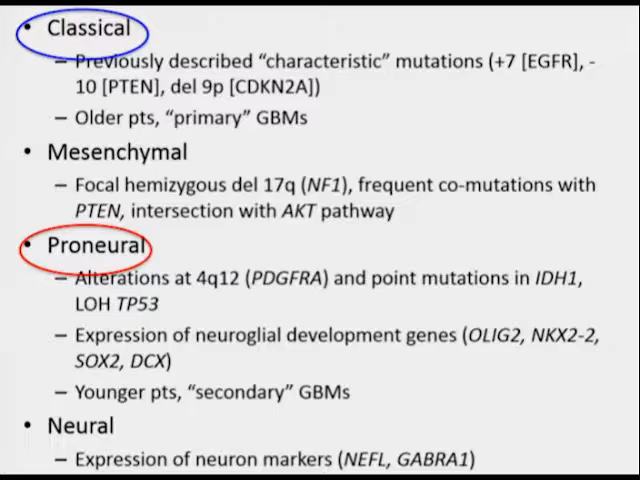 • Classical
– Previously described “characteristic” mutations (+7 [EGFR], -
10 [PTEN], del 9p [CDKN2A])
– Older pts, “primary” GBMs
• Mesenchymal
– Focal hemizygous del 17q (NF1), frequent co-mutations with
PTEN, intersection with AKT pathway
• Proneural
– Alterations at 4q12 (PDGFRA) and point mutations in IDH1,
LOH TP53
– Expression of neuroglial development genes (OLIG2, NKX2-2,
SOX2, DCX)
– Younger pts, “secondary” GBMs
• Neural
– Expression of neuron markers (NEFL, GABRA1)